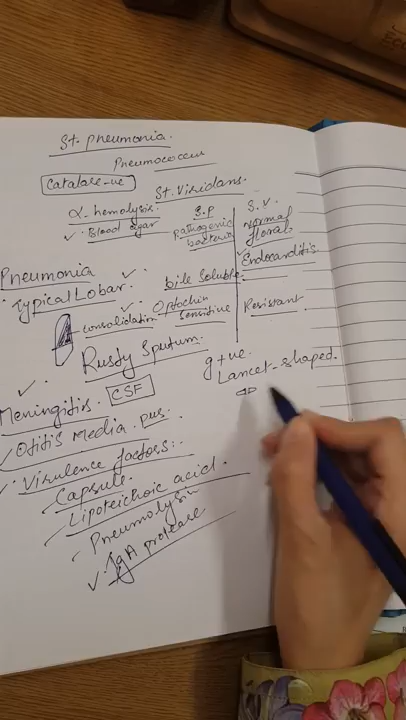 St. pneumonia.
Pneumococcus
Catalase -ve
St. Viridans.
α. hemolysis.
Blood agar
S.P
Pathogenic
bacteria
S.V.
normal
floral
Endocarditis
Pneumonia
Typical Lobar.
bile Soluble
consolidation
Optochin
Sensitive
Resistant
Rusty Sputum.
g +ve.
Lancet-shaped.
Meningitis. CSF
Otitis Media. pus.
Virulence factors:-
Capsule.
Lipoteichoic acid.
Pneumolysin
IgA protease